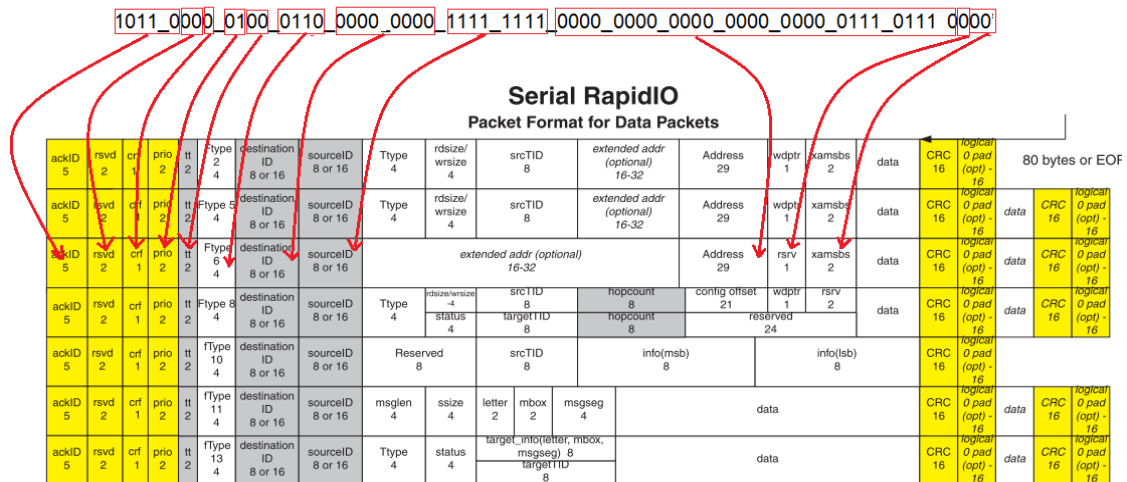 1011_0000_0100_0110_0000_0000_1111_1111_0000_0000_0000_0000_0000_0111_0111_0000'
Serial RapidIO
Packet Format for Data Packets
80 bytes or EOP
ackID 5 rsvd 2 crf 1 prio 2 tt 2 Ftype 2 4 destination ID 8 or 16 sourceID 8 or 16 Ttype 4 rdsize/ wrsize 4 srcTID 8 extended addr (optional) 16-32 Address 29 wdptr 1 xamsbs 2 data CRC 16 logical 0 pad (opt) - 16
ackID 5 rsvd 2 crf 1 prio 2 tt 2 Ftype 5 4 destination ID 8 or 16 sourceID 8 or 16 Ttype 4 rdsize/ wrsize 4 srcTID 8 extended addr (optional) 16-32 Address 29 wdptr 1 xamsbs 2 data CRC 16 logical 0 pad (opt) - 16 data CRC 16 logical 0 pad (opt) - 16
ackID 5 rsvd 2 crf 1 prio 2 tt 2 Ftype 6 4 destination ID 8 or 16 sourceID 8 or 16 extended addr (optional) 16-32 Address 29 rsrv 1 xamsbs 2 data CRC 16 logical 0 pad (opt) - 16 data CRC 16 logical 0 pad (opt) - 16
ackID 5 rsvd 2 crf 1 prio 2 tt 2 Ftype 8 4 destination ID 8 or 16 sourceID 8 or 16 Ttype 4 rdsize/wrsize -4 srcTID 8 hopcount 8 config offset 21 wdptr 1 rsrv 2 status 4 targetTID 8 hopcount 8 reserved 24 data CRC 16 logical 0 pad (opt) - 16 data CRC 16 logical 0 pad (opt) - 16
ackID 5 rsvd 2 crf 1 prio 2 tt 2 fType 10 4 destination ID 8 or 16 sourceID 8 or 16 Reserved 8 srcTID 8 info(msb) 8 info(lsb) 8 CRC 16 logical 0 pad (opt) - 16
ackID 5 rsvd 2 crf 1 prio 2 tt 2 fType 11 4 destination ID 8 or 16 sourceID 8 or 16 msglen 4 ssize 4 letter 2 mbox 2 msgseg 4 data CRC 16 logical 0 pad (opt) - 16 data CRC 16 logical 0 pad (opt) - 16
ackID 5 rsvd 2 crf 1 prio 2 tt 2 fType 13 4 destination ID 8 or 16 sourceID 8 or 16 Ttype 4 status 4 target_info(letter, mbox, msgseg) 8 targetTID 8 data CRC 16 logical 0 pad (opt) - 16 data CRC 16 logical 0 pad (opt) - 16